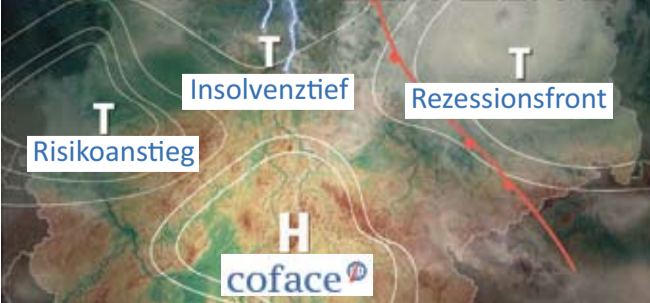 T
Insolvenztief
T
Rezessionsfront
T
Risikoanstieg
H
coface